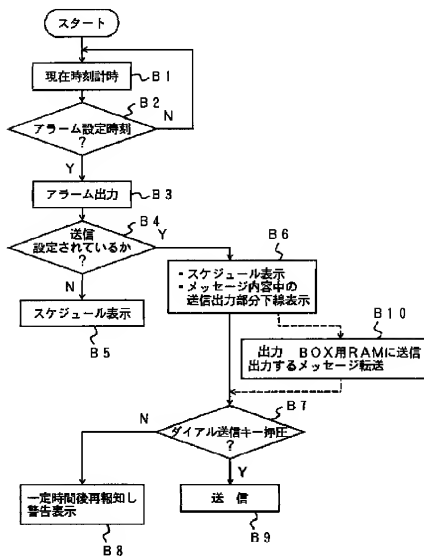 スタート
現在時刻計時
B1
B2
アラーム設定時刻
?
N
Y
アラーム出力
B3
B4
送信
設定されているか
?
Y
N
スケジュール表示
B5
B6
・スケジュール表示
・メッセージ内容中の
送信出力部分下線表示
B10
出力 BOX用RAMに送信
出力するメッセージ転送
B7
N
ダイアル送信キー押圧
?
Y
一定時間後再報知し
警告表示
B8
送信
B9